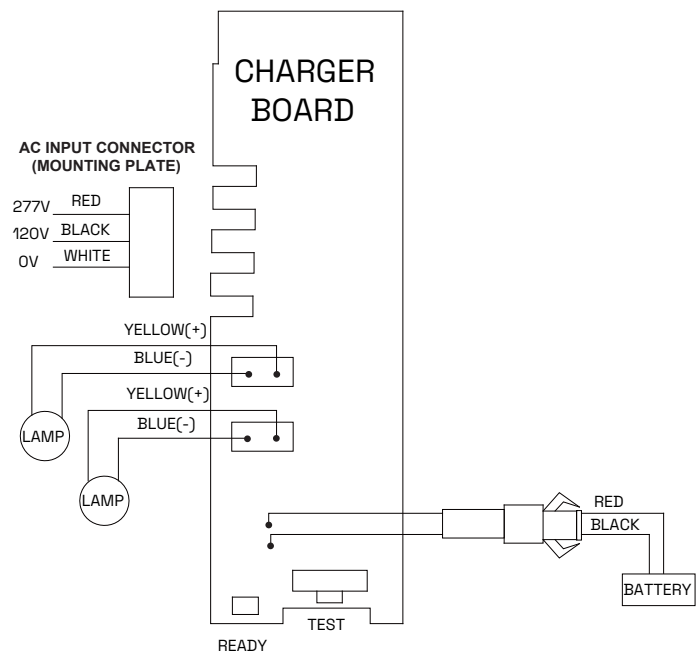 CHARGER
BOARD
AC INPUT CONNECTOR
(MOUNTING PLATE)
277V RED
120V BLACK
0V WHITE
YELLOW(+)
BLUE(-)
YELLOW(+)
BLUE(-)
LAMP
LAMP
RED
BLACK
BATTERY
TEST
READY